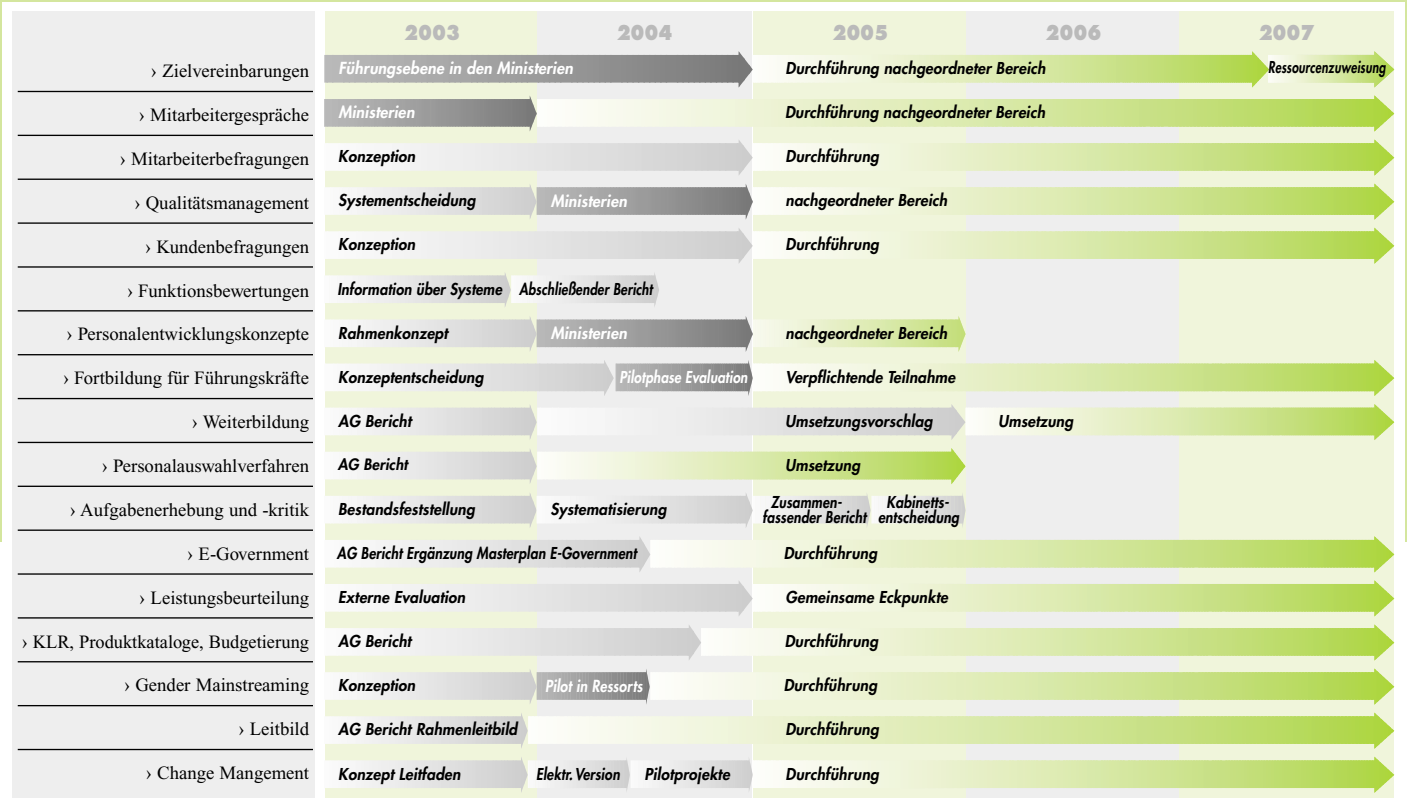 2003 2004 2005 2006 2007
› Zielvereinbarungen Führungsebene in den Ministerien Durchführung nachgeordneter Bereich Ressourcenzuweisung
› Mitarbeitergespräche Ministerien Durchführung nachgeordneter Bereich
› Mitarbeiterbefragungen Konzeption Durchführung
› Qualitätsmanagement Systementscheidung Ministerien nachgeordneter Bereich
› Kundenbefragungen Konzeption Durchführung
› Funktionsbewertungen Information über Systeme Abschließender Bericht
› Personalentwicklungskonzepte Rahmenkonzept Ministerien nachgeordneter Bereich
› Fortbildung für Führungskräfte Konzeptentscheidung Pilotphase Evaluation Verpflichtende Teilnahme
› Weiterbildung AG Bericht Umsetzungsvorschlag Umsetzung
› Personalauswahlverfahren AG Bericht Umsetzung
› Aufgabenerhebung und -kritik Bestandsfeststellung Systematisierung
Zusammen-
fassender Bericht
Kabinetts-
entscheidung
› E-Government AG Bericht Ergänzung Masterplan E-Government Durchführung
› Leistungsbeurteilung Externe Evaluation Gemeinsame Eckpunkte
› KLR, Produktkataloge, Budgetierung AG Bericht Durchführung
› Gender Mainstreaming Konzeption Pilot in Ressorts Durchführung
› Leitbild AG Bericht Rahmenleitbild Durchführung
› Change Mangement Konzept Leitfaden Elektr. Version Pilotprojekte Durchführung